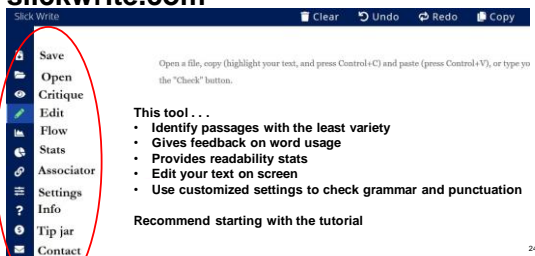 slickwrite.com
Slick Write
Clear Undo Redo Copy
Save
Open
Critique
Edit
Flow
Stats
Associator
Settings
Info
Tip jar
Contact
Open a file, copy (highlight your text, and press Control+C) and paste (press Control+V), or type yo
the "Check" button.
This tool . . .
• Identify passages with the least variety
• Gives feedback on word usage
• Provides readability stats
• Edit your text on screen
• Use customized settings to check grammar and punctuation
Recommend starting with the tutorial
24